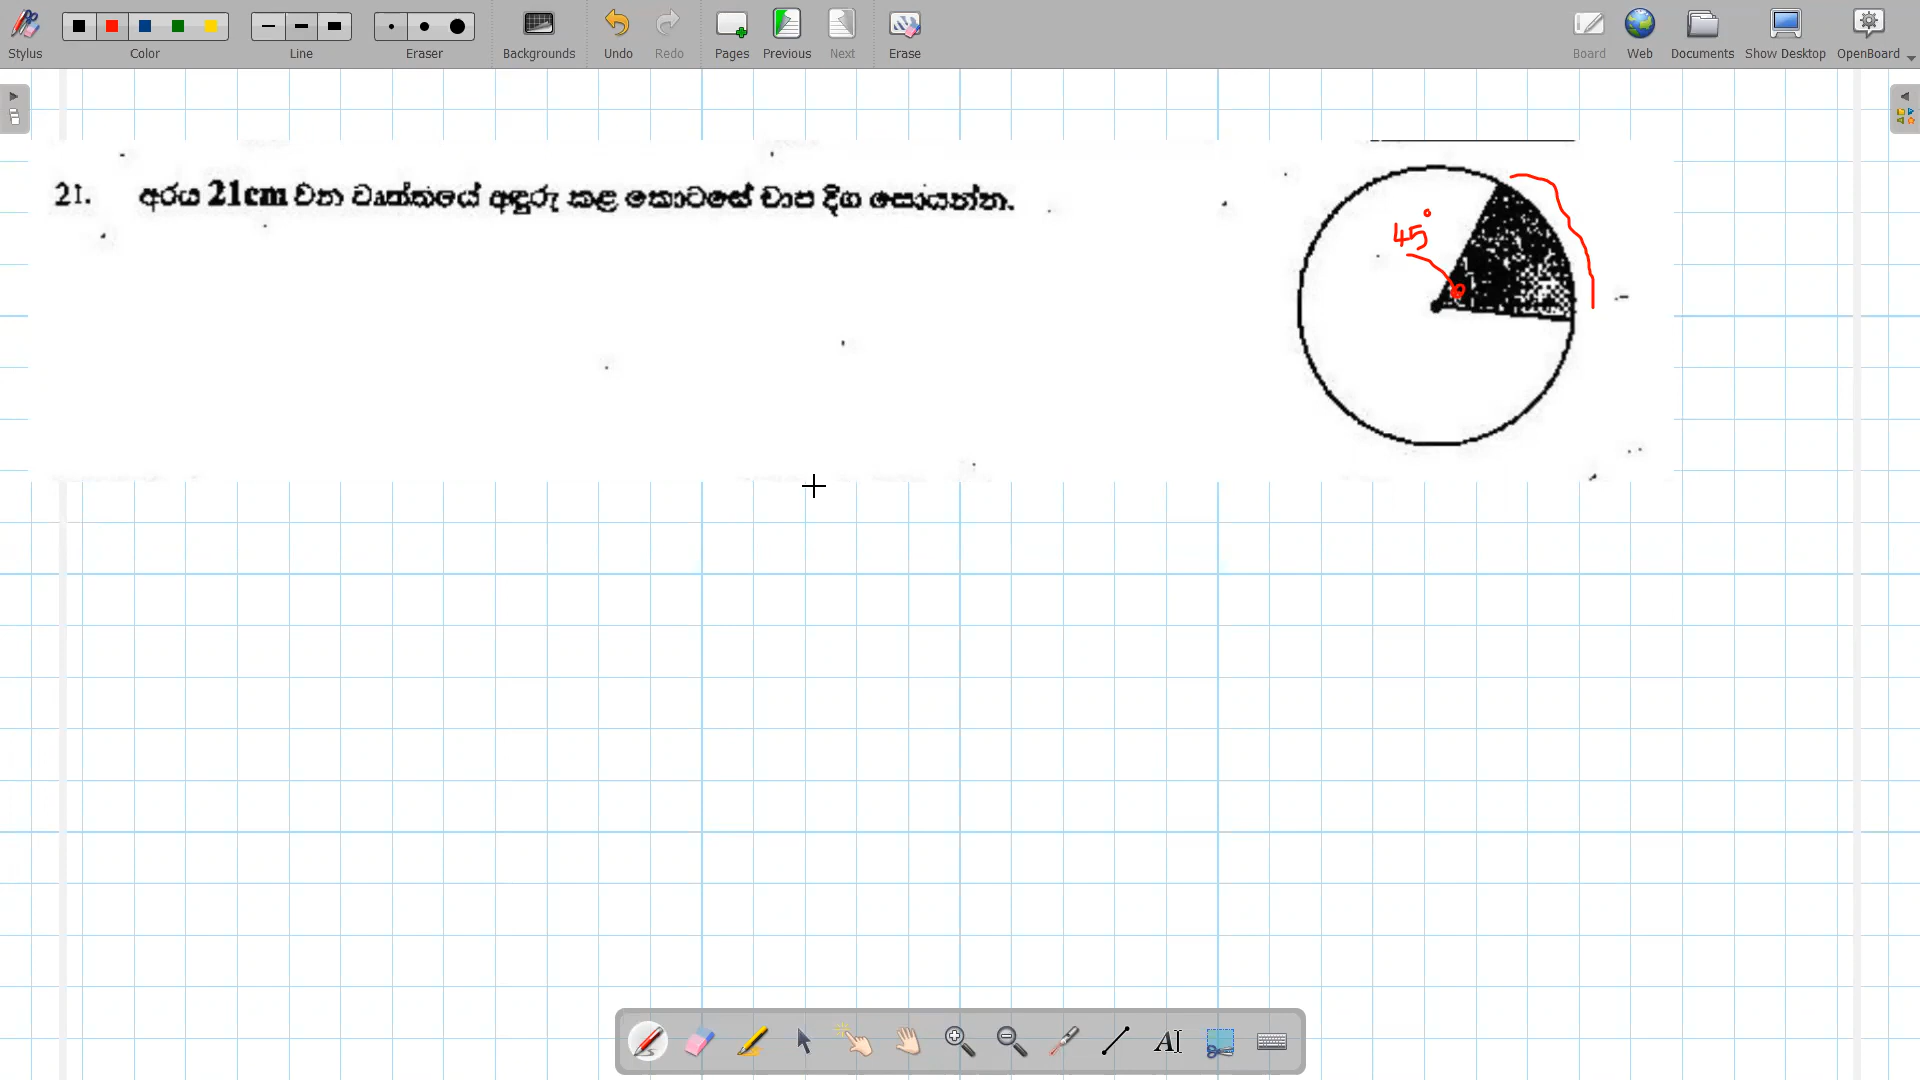 Stylus
Color
Line
Eraser
Backgrounds
Undo
Redo
Pages
Previous
Next
Erase
Board
Web
Documents
Show Desktop
OpenBoard
21. අරය 21cm වන වෘත්තයේ අඳුරු කළ කොටසේ චාප දිග සොයන්න.
45°